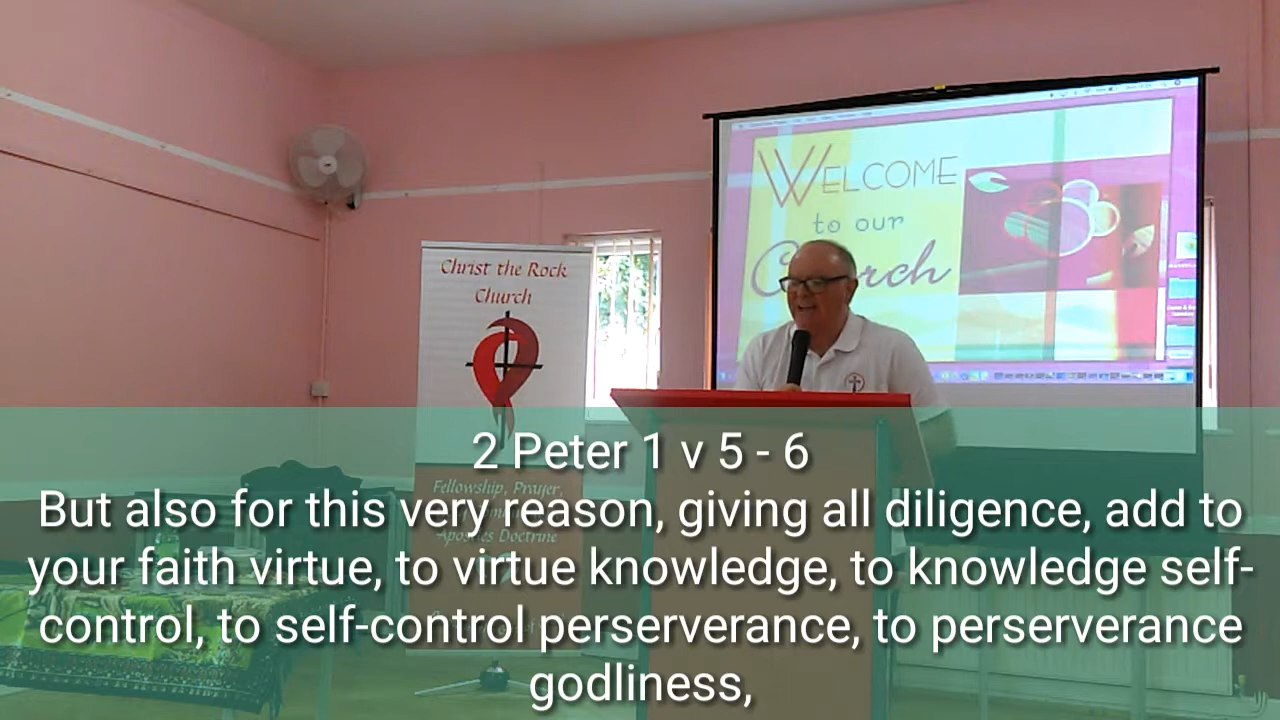 WELCOME
to our
Church
Christ the Rock
Church
2 Peter 1 v 5 - 6
Fellowship, Prayer,
But also for this very reason, giving all diligence, add to
Apostles Doctrine
your faith virtue, to virtue knowledge, to knowledge self-
control, to self-control perserverance, to perserverance
godliness,